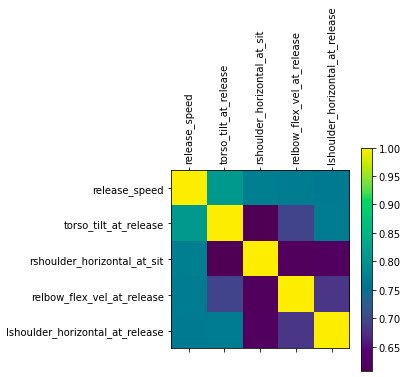 release_speed
torso_tilt_at_release
rshoulder_horizontal_at_sit
relbow_flex_vel_at_release
lshoulder_horizontal_at_release
release_speed
torso_tilt_at_release
rshoulder_horizontal_at_sit
relbow_flex_vel_at_release
lshoulder_horizontal_at_release
1.00
0.95
0.90
0.85
0.80
0.75
0.70
0.65